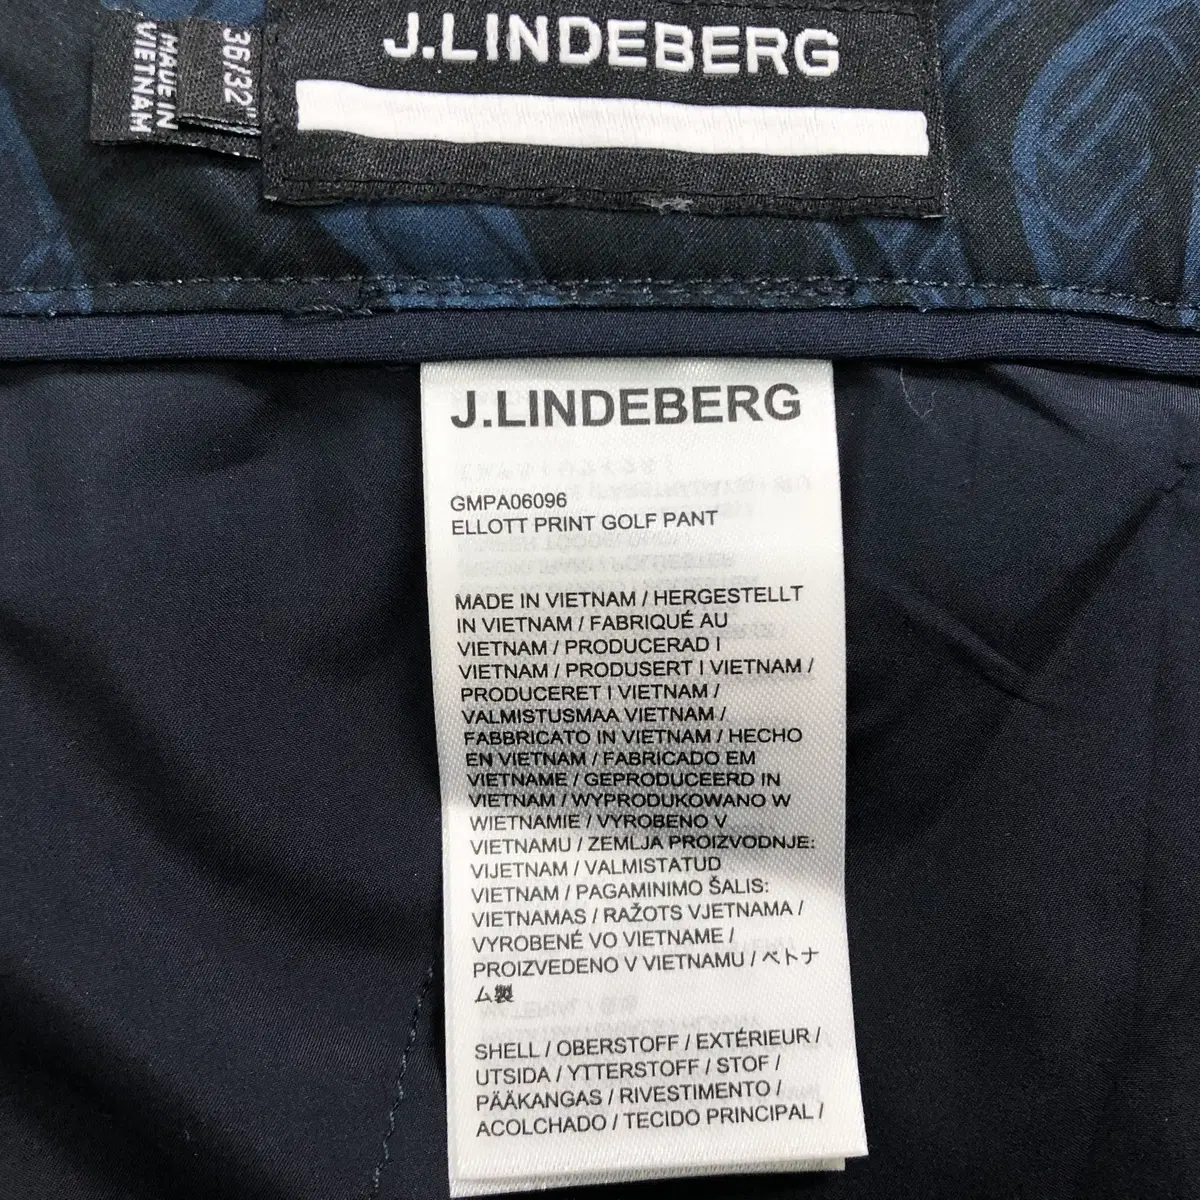 J.LINDEBERG
36/32"
MADE IN
VIETNAM
J.LINDEBERG
GMPA06096
ELLOTT PRINT GOLF PANT
MADE IN VIETNAM / HERGESTELLT
IN VIETNAM / FABRIQUÉ AU
VIETNAM / PRODUCERAD I
VIETNAM / PRODUSERT I VIETNAM /
PRODUCERET I VIETNAM /
VALMISTUSMAA VIETNAM /
FABBRICATO IN VIETNAM / HECHO
EN VIETNAM / FABRICADO EM
VIETNAME / GEPRODUCEERD IN
VIETNAM / WYPRODUKOWANO W
WIETNAMIE / VYROBENO V
VIETNAMU / ZEMLJA PROIZVODNJE:
VIJETNAM / VALMISTATUD
VIETNAM / PAGAMINIMO ŠALIS:
VIETNAMAS / RAŽOTS VJETNAMA /
VYROBENÉ VO VIETNAME /
PROIZVEDENO V VIETNAMU / ベトナ
ム製
SHELL / OBERSTOFF / EXTÉRIEUR /
UTSIDA / YTTERSTOFF / STOF /
PÄÄKANGAS / RIVESTIMENTO /
ACOLCHADO / TECIDO PRINCIPAL /